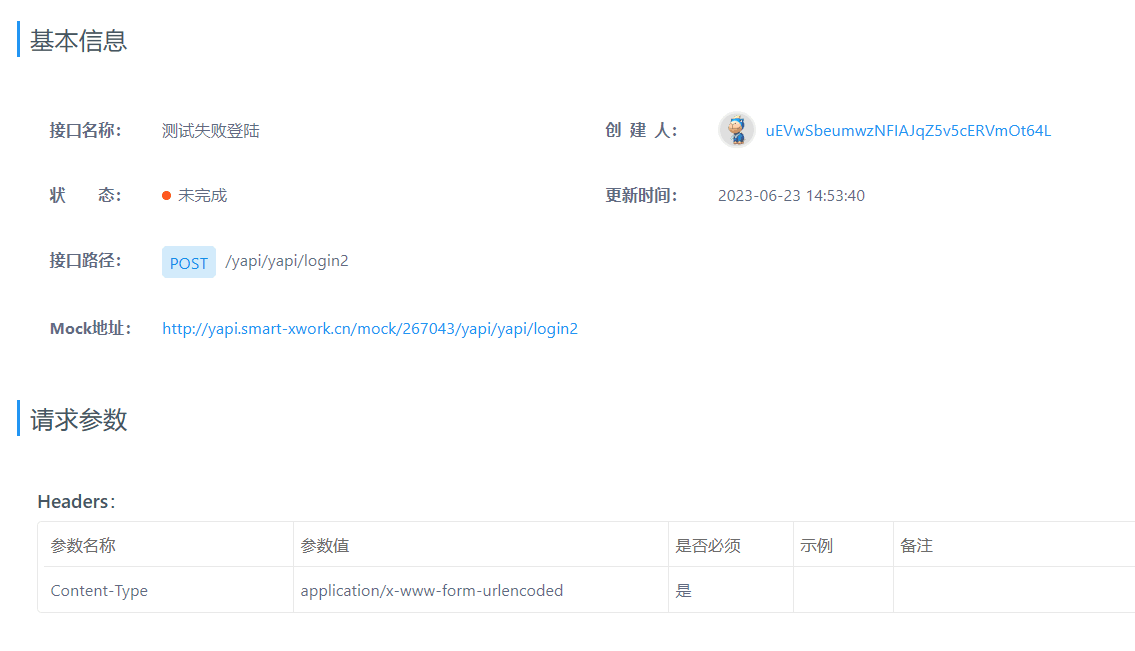 基本信息
接口名称： 测试失败登陆 创 建 人： uEVwSbeumwzNFIAJqZ5v5cERVmOt64L
状 态： 未完成 更新时间： 2023-06-23 14:53:40
接口路径： POST /yapi/yapi/login2
Mock地址： http://yapi.smart-xwork.cn/mock/267043/yapi/yapi/login2
请求参数
Headers：
参数名称 参数值 是否必须 示例 备注
Content-Type application/x-www-form-urlencoded 是